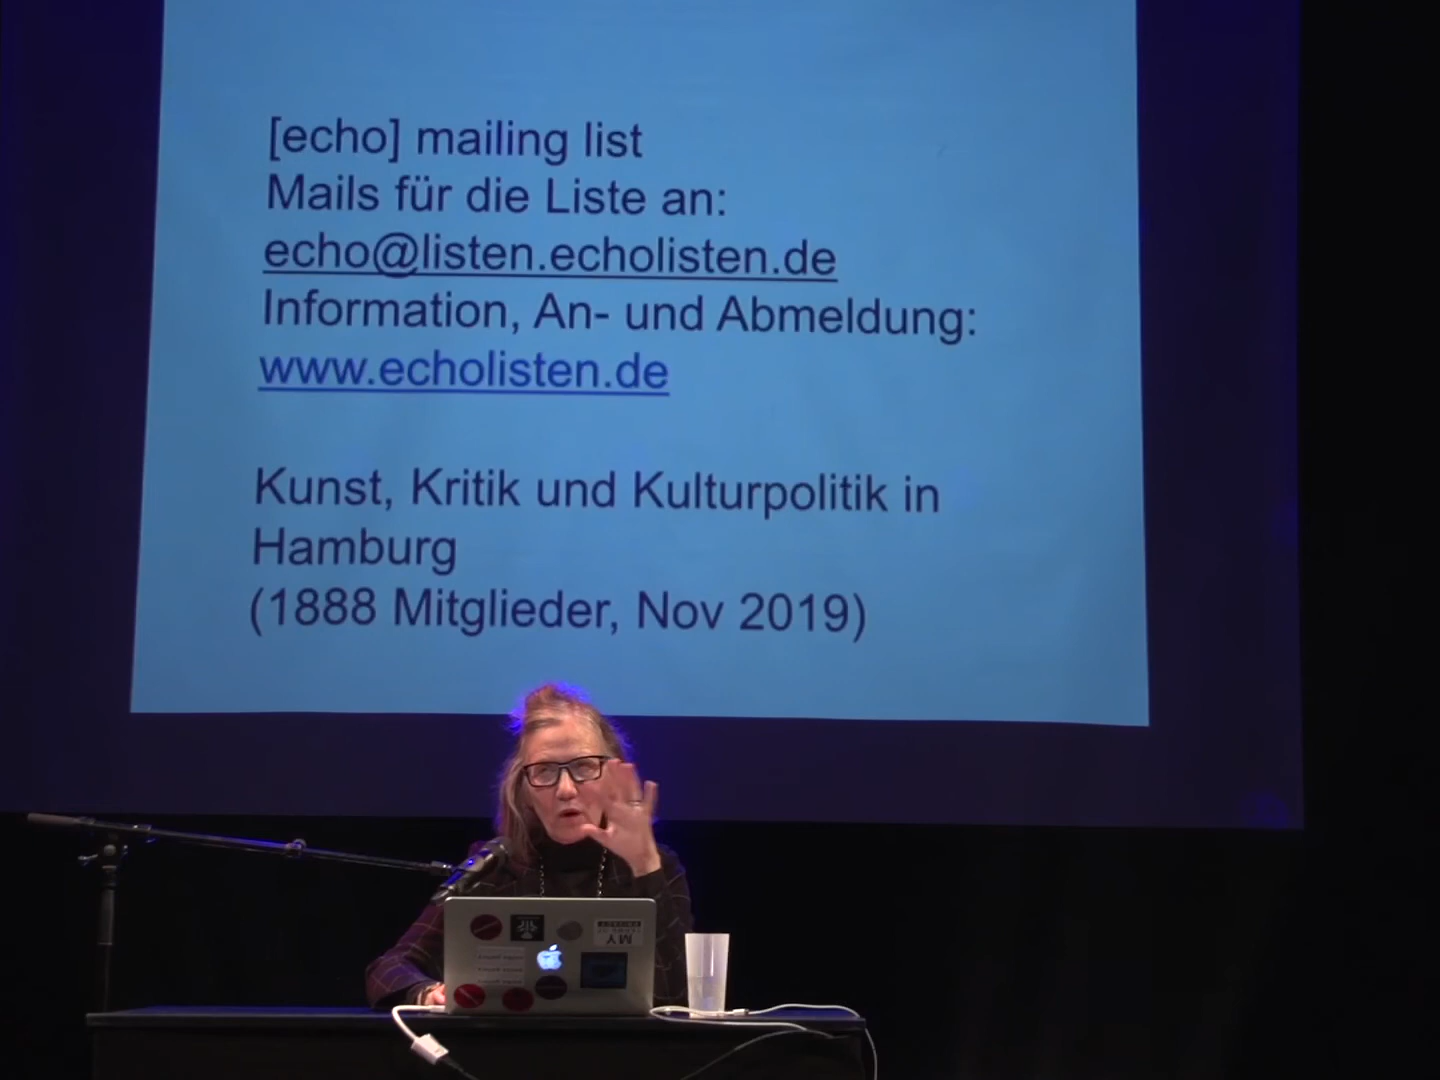 [echo] mailing list
Mails für die Liste an:
echo@listen.echolisten.de
Information, An- und Abmeldung:
www.echolisten.de
Kunst, Kritik und Kulturpolitik in
Hamburg
(1888 Mitglieder, Nov 2019)
MY